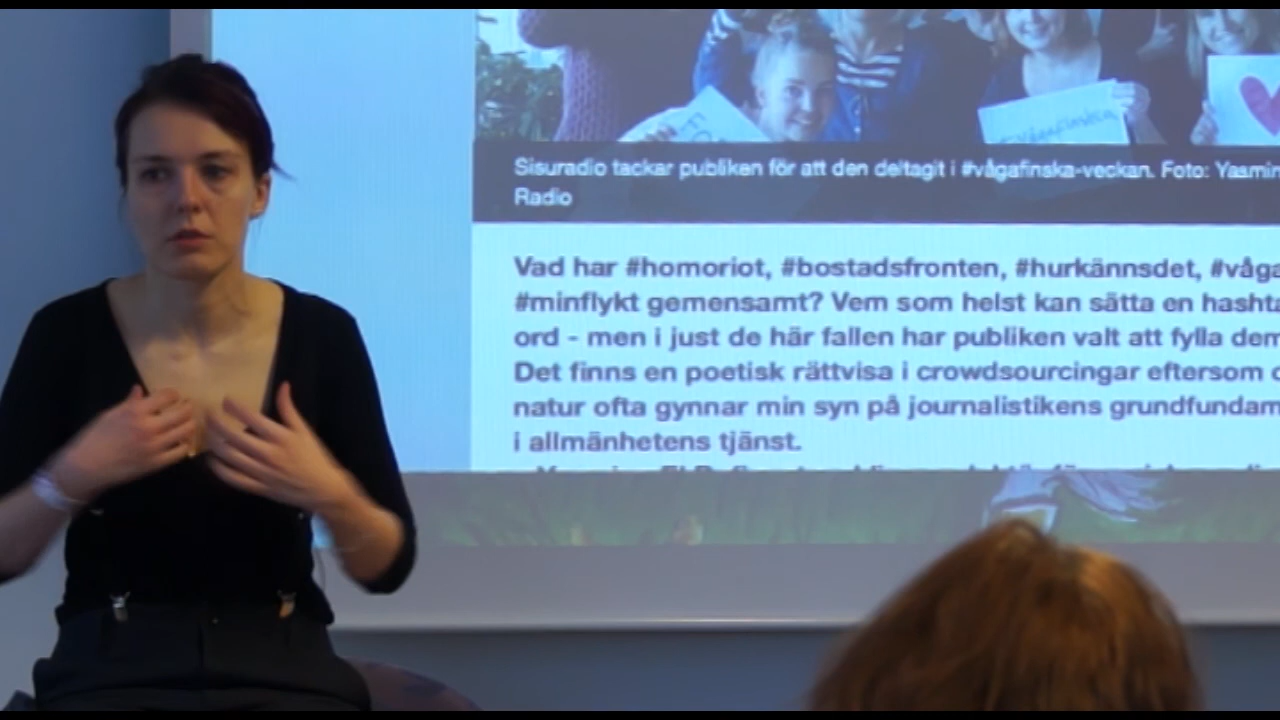 Sisuradio tackar publiken för att den deltagit i #vågafinska-veckan. Foto: Yasmin
Radio
Vad har #homoriot, #bostadsfronten, #hurkännsdet, #våga
#minflykt gemensamt? Vem som helst kan sätta en hashta
ord - men i just de här fallen har publiken valt att fylla dem
Det finns en poetisk rättvisa i crowdsourcingar eftersom
natur ofta gynnar min syn på journalistikens grundfundam
i allmänhetens tjänst.